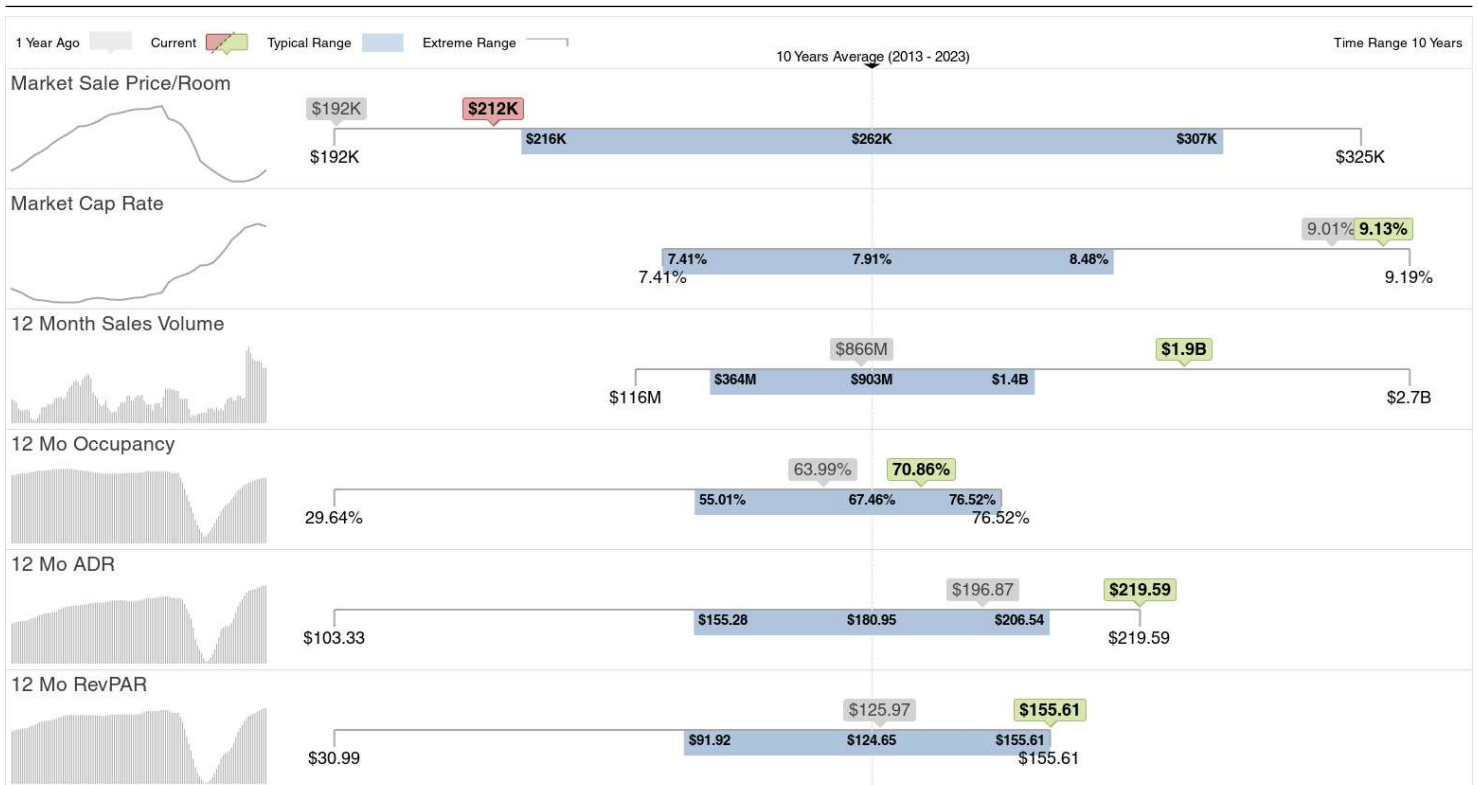 1 Year Ago Current Typical Range Extreme Range Time Range 10 Years
10 Years Average (2013 - 2023)
Market Sale Price/Room
$192K $212K
$216K $262K $307K
$192K $325K
Market Cap Rate
9.01% 9.13%
7.41% 7.91% 8.48%
7.41% 9.19%
12 Month Sales Volume
$866M $1.9B
$364M $903M $1.4B
$116M $2.7B
12 Mo Occupancy
63.99% 70.86%
55.01% 67.46% 76.52%
29.64% 76.52%
12 Mo ADR
$196.87 $219.59
$155.28 $180.95 $206.54
$103.33 $219.59
12 Mo RevPAR
$125.97 $155.61
$91.92 $124.65 $155.61
$30.99 $155.61